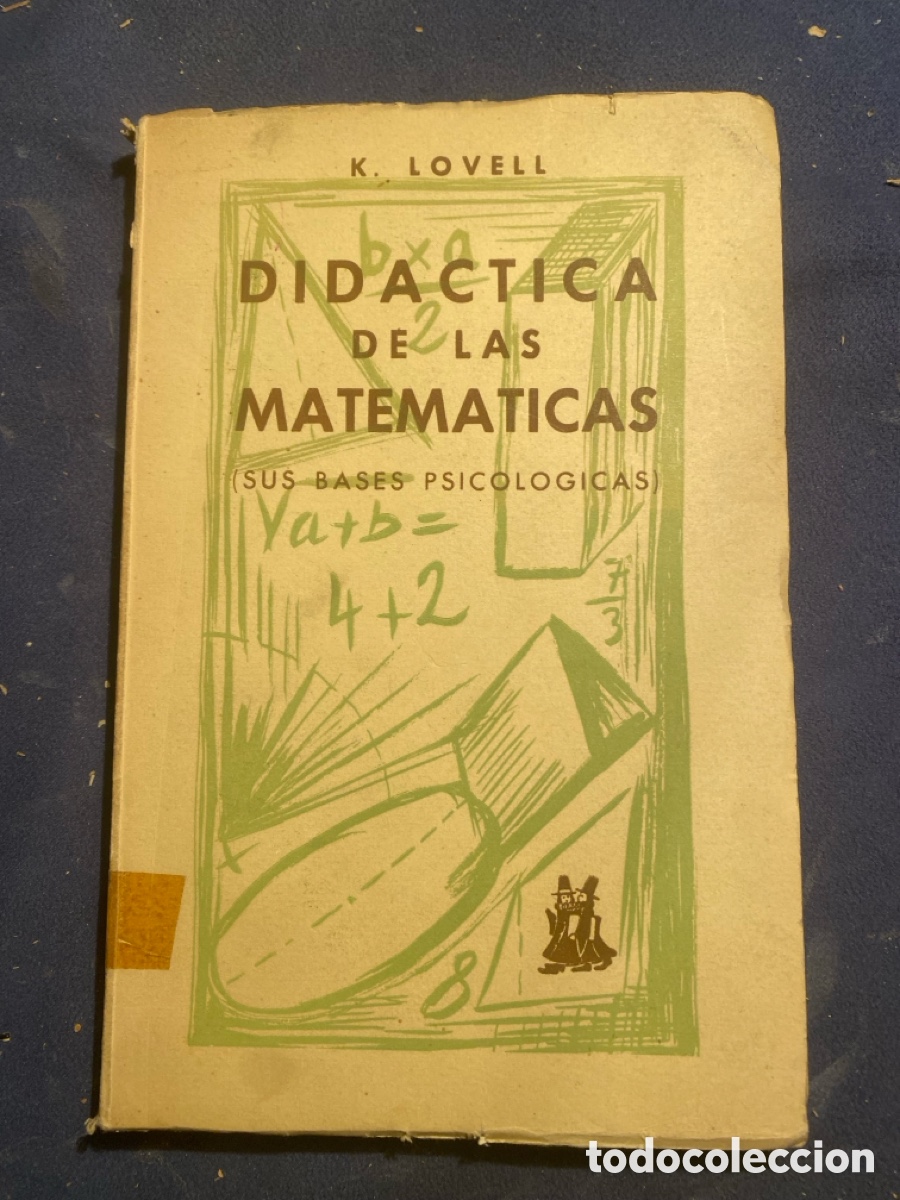 K. LOVELL
b×a
2
DIDACTICA
DE LAS
MATEMATICAS
(SUS BASES PSICOLOGICAS)
√a+b=
4+2
7
3
8
todocoleccion